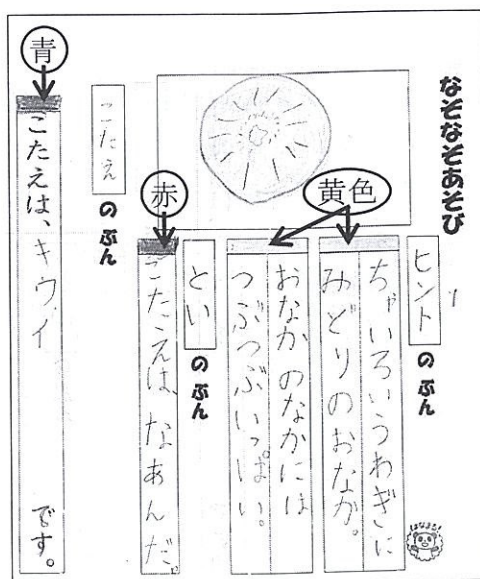 なぞなぞあそび
ヒントのぶん
ちゃいろいうわぎに
みどりのおなか。
おなかのなかには
つぶつぶいっぱい。
黄色
といのぶん
こたえは、なあんだ。
赤
こたえのぶん
こたえは、キウイです。
青
はなまる